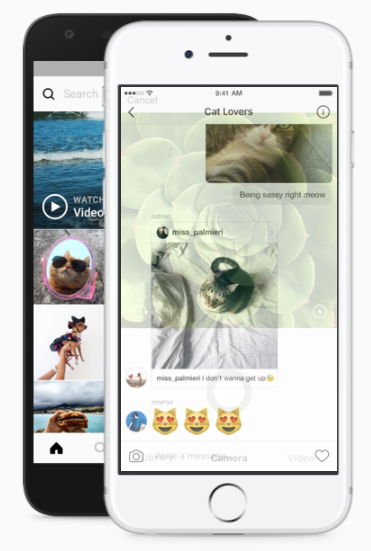 Search
WATCH
Video
9:41 AM
Cancel
Cat Lovers
Being sassy right meow
miss_palmieri
miss_palmieri I don't wanna get up
Write a message
Library
Camera
Video